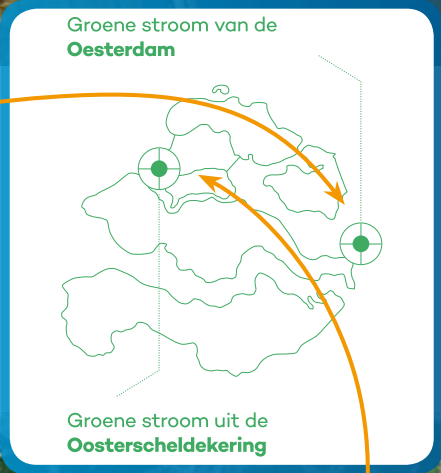 Groene stroom van de
Oesterdam
Groene stroom uit de
Oosterscheldekering